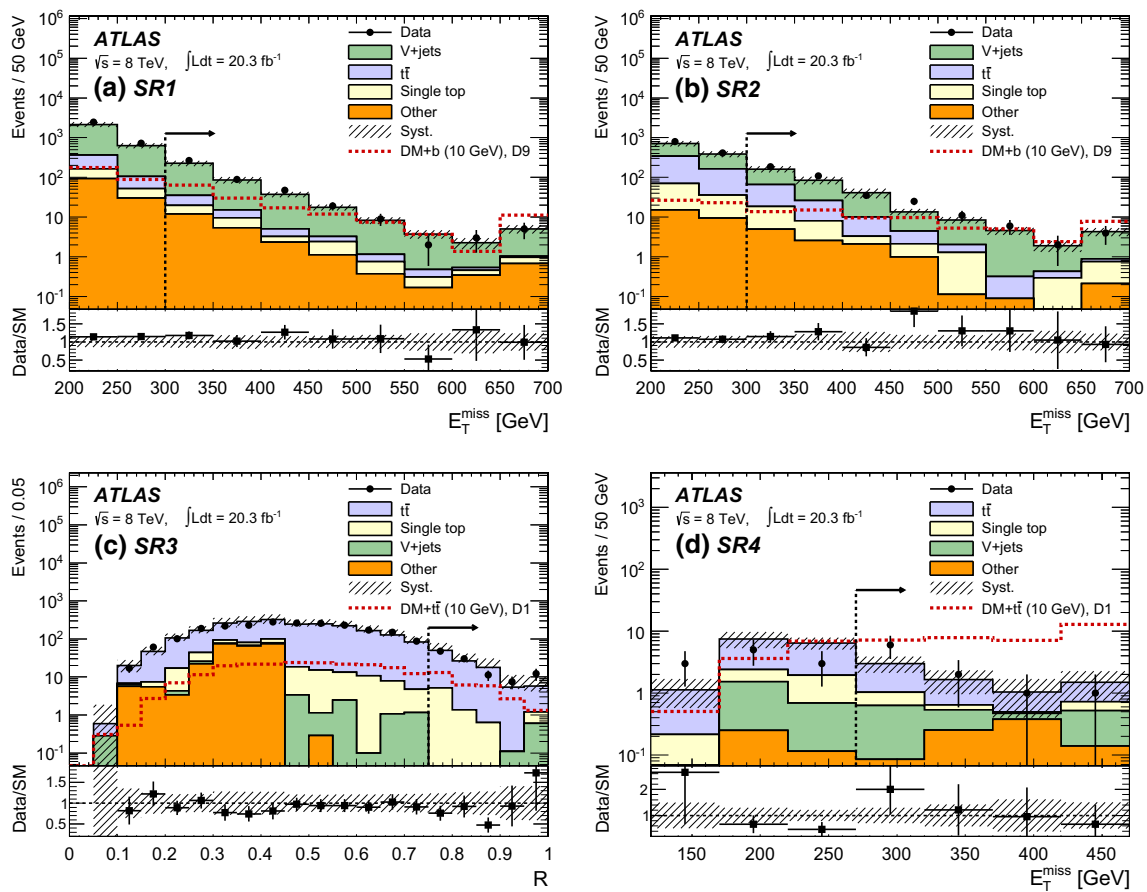 Events / 50 GeV
10⁶
10⁵
10⁴
10³
10²
10
1
10⁻¹
ATLAS
√s = 8 TeV, ∫Ldt = 20.3 fb⁻¹
(a) SR1
Data
V+jets
tt̄
Single top
Other
Syst.
DM+b (10 GeV), D9
Data/SM
1.5
1
0.5
200 250 300 350 400 450 500 550 600 650 700
E_T^miss [GeV]
Events / 50 GeV
10⁶
10⁵
10⁴
10³
10²
10
1
10⁻¹
ATLAS
√s = 8 TeV, ∫Ldt = 20.3 fb⁻¹
(b) SR2
Data
V+jets
tt̄
Single top
Other
Syst.
DM+b (10 GeV), D9
Data/SM
1.5
1
0.5
200 250 300 350 400 450 500 550 600 650 700
E_T^miss [GeV]
Events / 0.05
10⁶
10⁵
10⁴
10³
10²
10
1
10⁻¹
ATLAS
√s = 8 TeV, ∫Ldt = 20.3 fb⁻¹
(c) SR3
Data
tt̄
Single top
V+jets
Other
Syst.
DM+tt̄ (10 GeV), D1
Data/SM
1.5
1
0.5
0 0.1 0.2 0.3 0.4 0.5 0.6 0.7 0.8 0.9 1
R
Events / 50 GeV
10³
10²
10
1
10⁻¹
ATLAS
√s = 8 TeV, ∫Ldt = 20.3 fb⁻¹
(d) SR4
Data
tt̄
Single top
V+jets
Other
Syst.
DM+tt̄ (10 GeV), D1
Data/SM
2
1
150 200 250 300 350 400 450
E_T^miss [GeV]